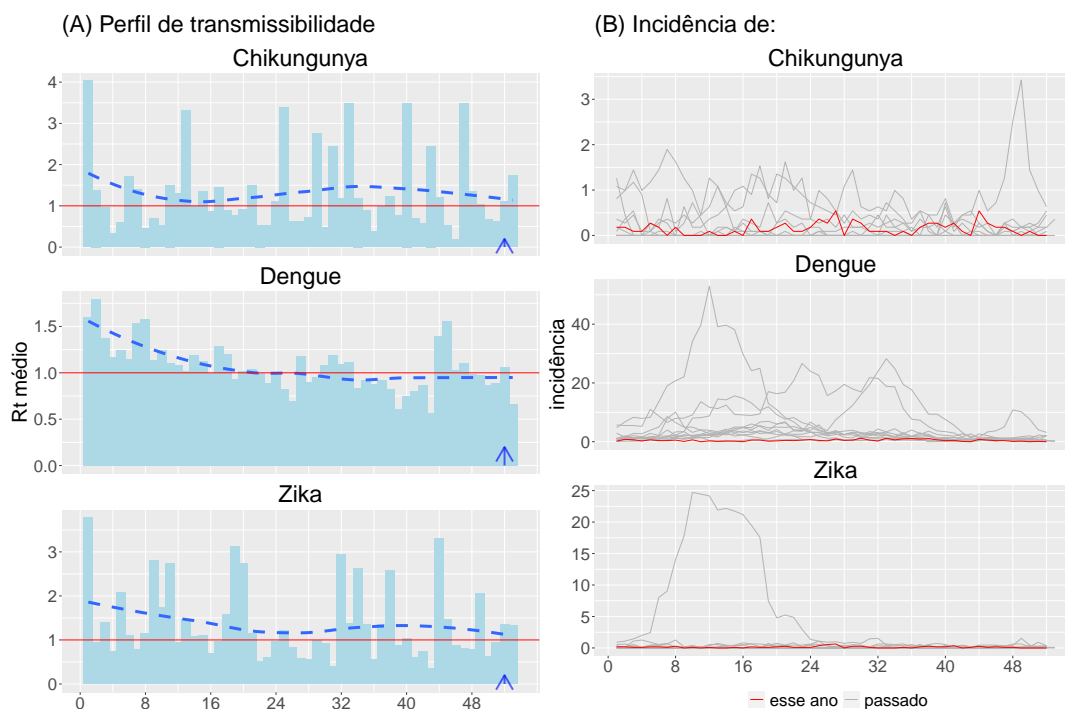 (A) Perfil de transmissibilidade
Chikungunya
4
3
2
1
0
Dengue
1.5
1.0
0.5
0.0
Rt médio
Zika
3
2
1
0
0 8 16 24 32 40 48
(B) Incidência de:
Chikungunya
3
2
1
0
Dengue
40
20
0
incidência
Zika
25
20
15
10
5
0
0 8 16 24 32 40 48
esse ano passado